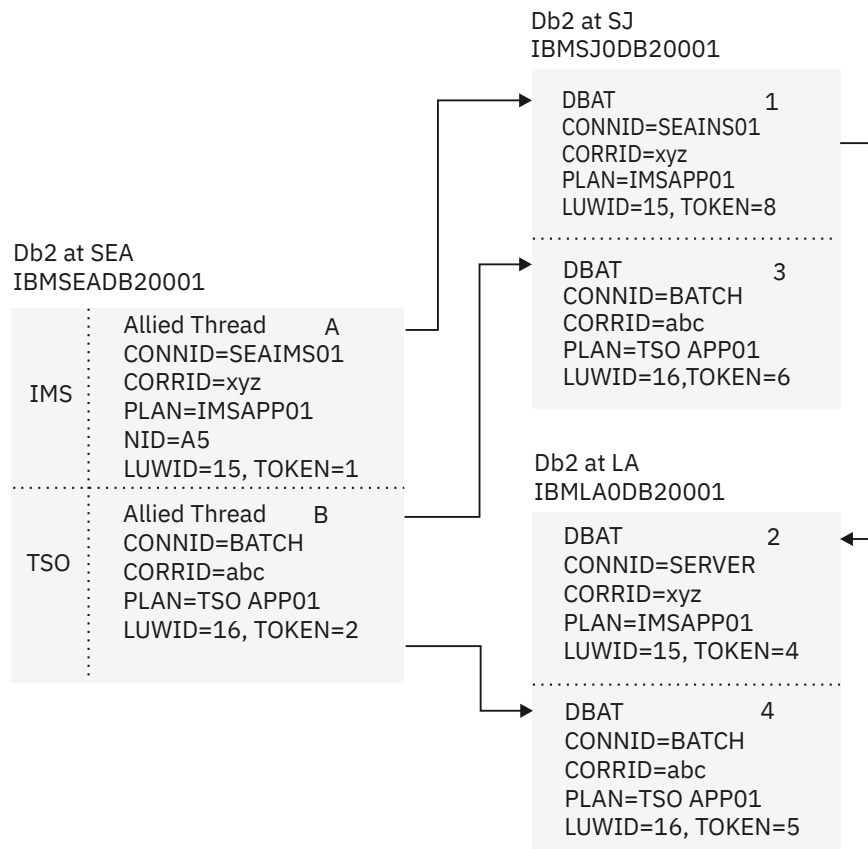 Db2 at SJ
IBMSJ0DB20001
DBAT 1
CONNID=SEAINS01
CORRID=xyz
PLAN=IMSAPP01
LUWID=15, TOKEN=8
DBAT 3
CONNID=BATCH
CORRID=abc
PLAN=TSO APP01
LUWID=16,TOKEN=6
Db2 at SEA
IBMSEADB20001
IMS
Allied Thread A
CONNID=SEAIMS01
CORRID=xyz
PLAN=IMSAPP01
NID=A5
LUWID=15, TOKEN=1
TSO
Allied Thread B
CONNID=BATCH
CORRID=abc
PLAN=TSO APP01
LUWID=16, TOKEN=2
Db2 at LA
IBMLA0DB20001
DBAT 2
CONNID=SERVER
CORRID=xyz
PLAN=IMSAPP01
LUWID=15, TOKEN=4
DBAT 4
CONNID=BATCH
CORRID=abc
PLAN=TSO APP01
LUWID=16, TOKEN=5